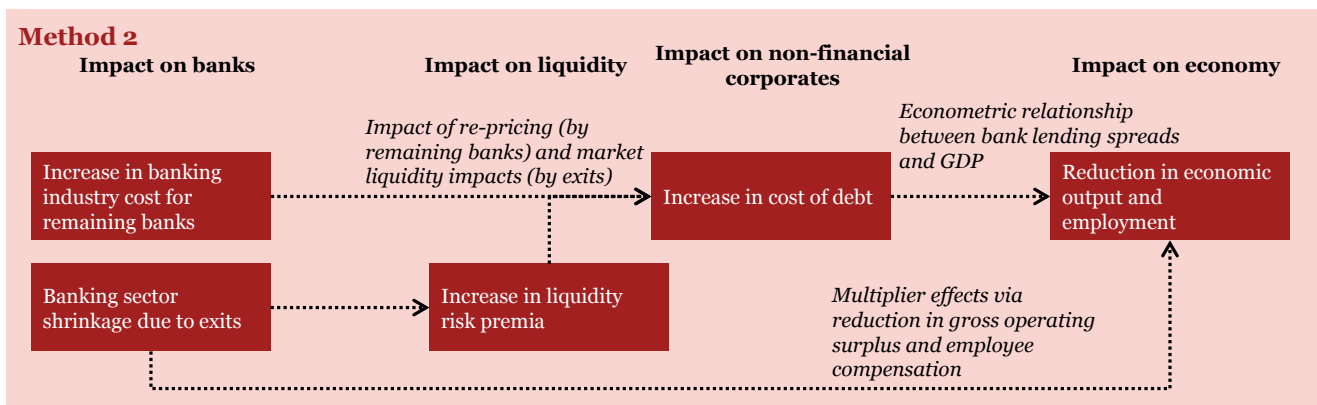 Method 2
Impact on banks
Impact on liquidity
Impact on non-financial
corporates
Impact on economy
Impact of re-pricing (by
remaining banks) and market
liquidity impacts (by exits)
Econometric relationship
between bank lending spreads
and GDP
Increase in banking
industry cost for
remaining banks
Increase in cost of debt
Reduction in economic
output and
employment
Banking sector
shrinkage due to exits
Increase in liquidity
risk premia
Multiplier effects via
reduction in gross operating
surplus and employee
compensation